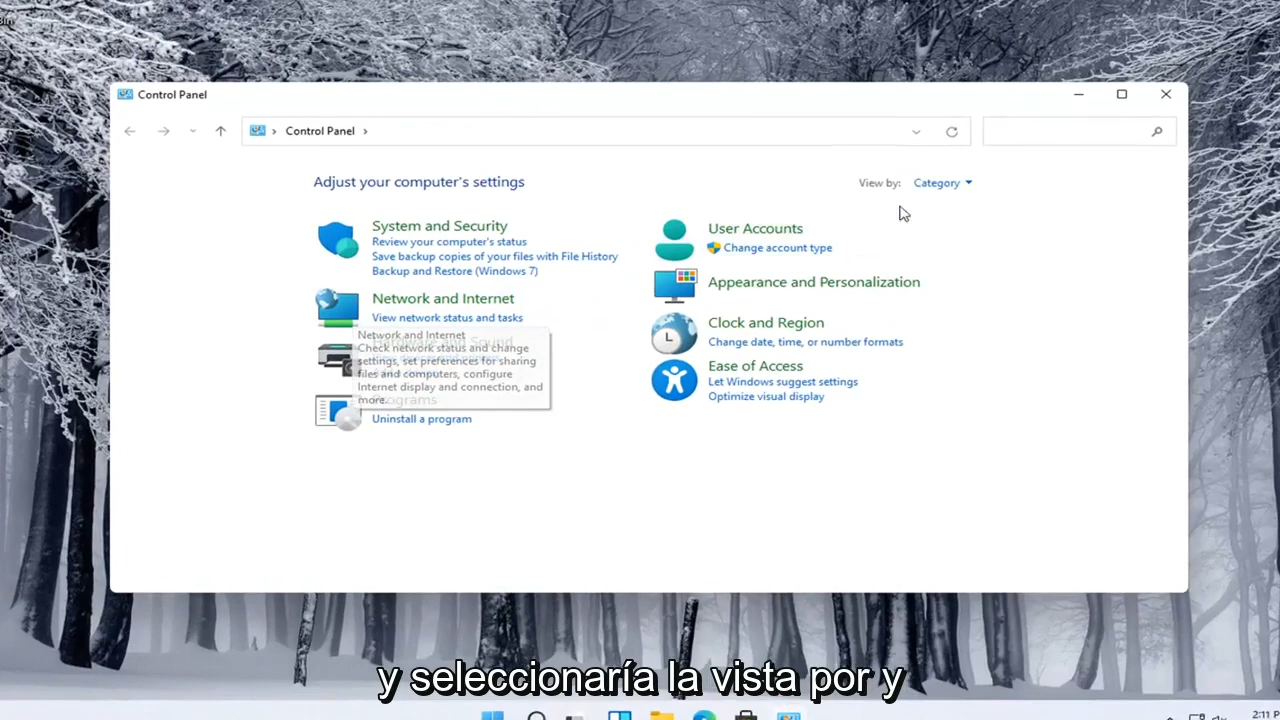 Control Panel
Control Panel
Adjust your computer's settings
View by: Category
System and Security
Review your computer's status
Save backup copies of your files with File History
Backup and Restore (Windows 7)
Network and Internet
View network status and tasks
Network and Internet
Check network status and change
settings, set preferences for sharing
files and computers, configure
Internet display and connection, and
more.
Sound
Programs
Uninstall a program
User Accounts
Change account type
Appearance and Personalization
Clock and Region
Change date, time, or number formats
Ease of Access
Let Windows suggest settings
Optimize visual display
y seleccionaría la vista por y
2:11 P